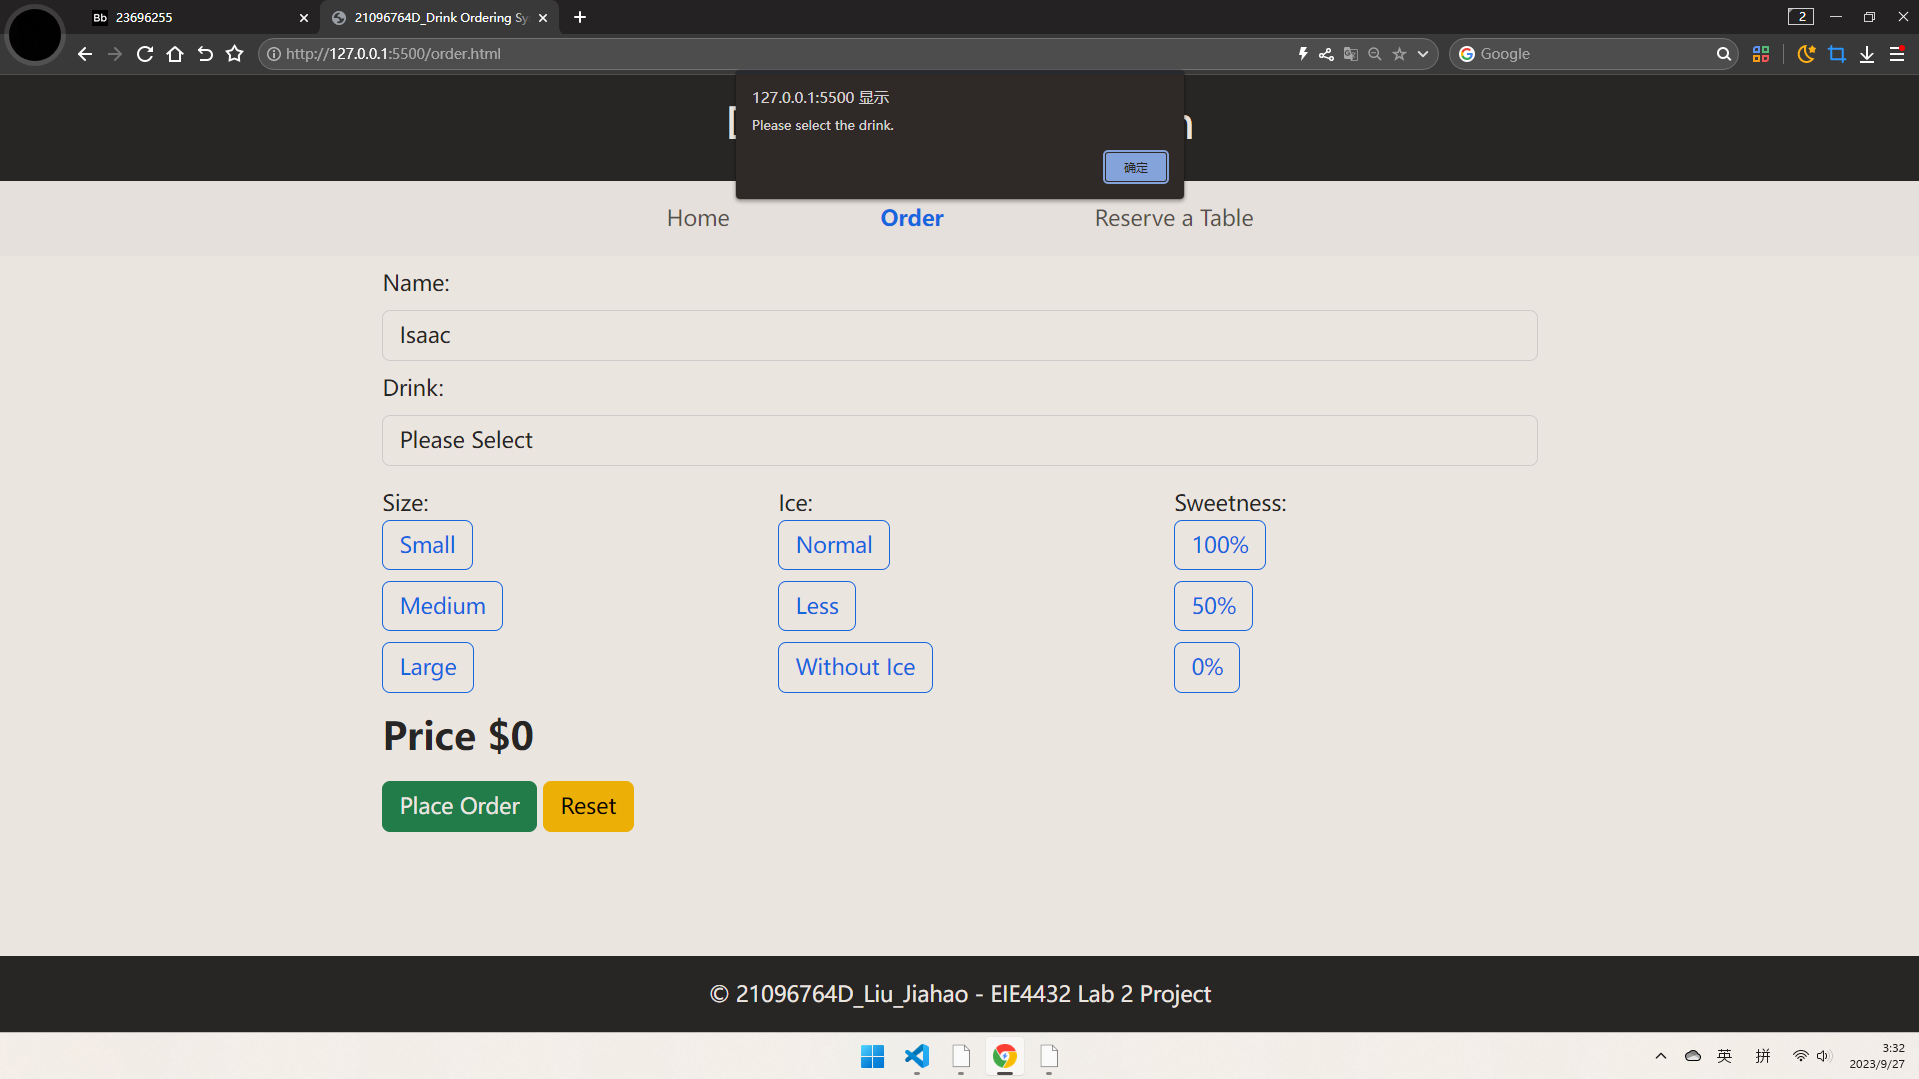 23696255
21096764D_Drink Ordering Sy
2
http://127.0.0.1:5500/order.html
Google
127.0.0.1:5500 显示
Please select the drink.
确定
Home
Order
Reserve a Table
Name:
Isaac
Drink:
Please Select
Size:
Ice:
Sweetness:
Small
Normal
100%
Medium
Less
50%
Large
Without Ice
0%
Price $0
Place Order
Reset
© 21096764D_Liu_Jiahao - EIE4432 Lab 2 Project
英
拼
3:32
2023/9/27